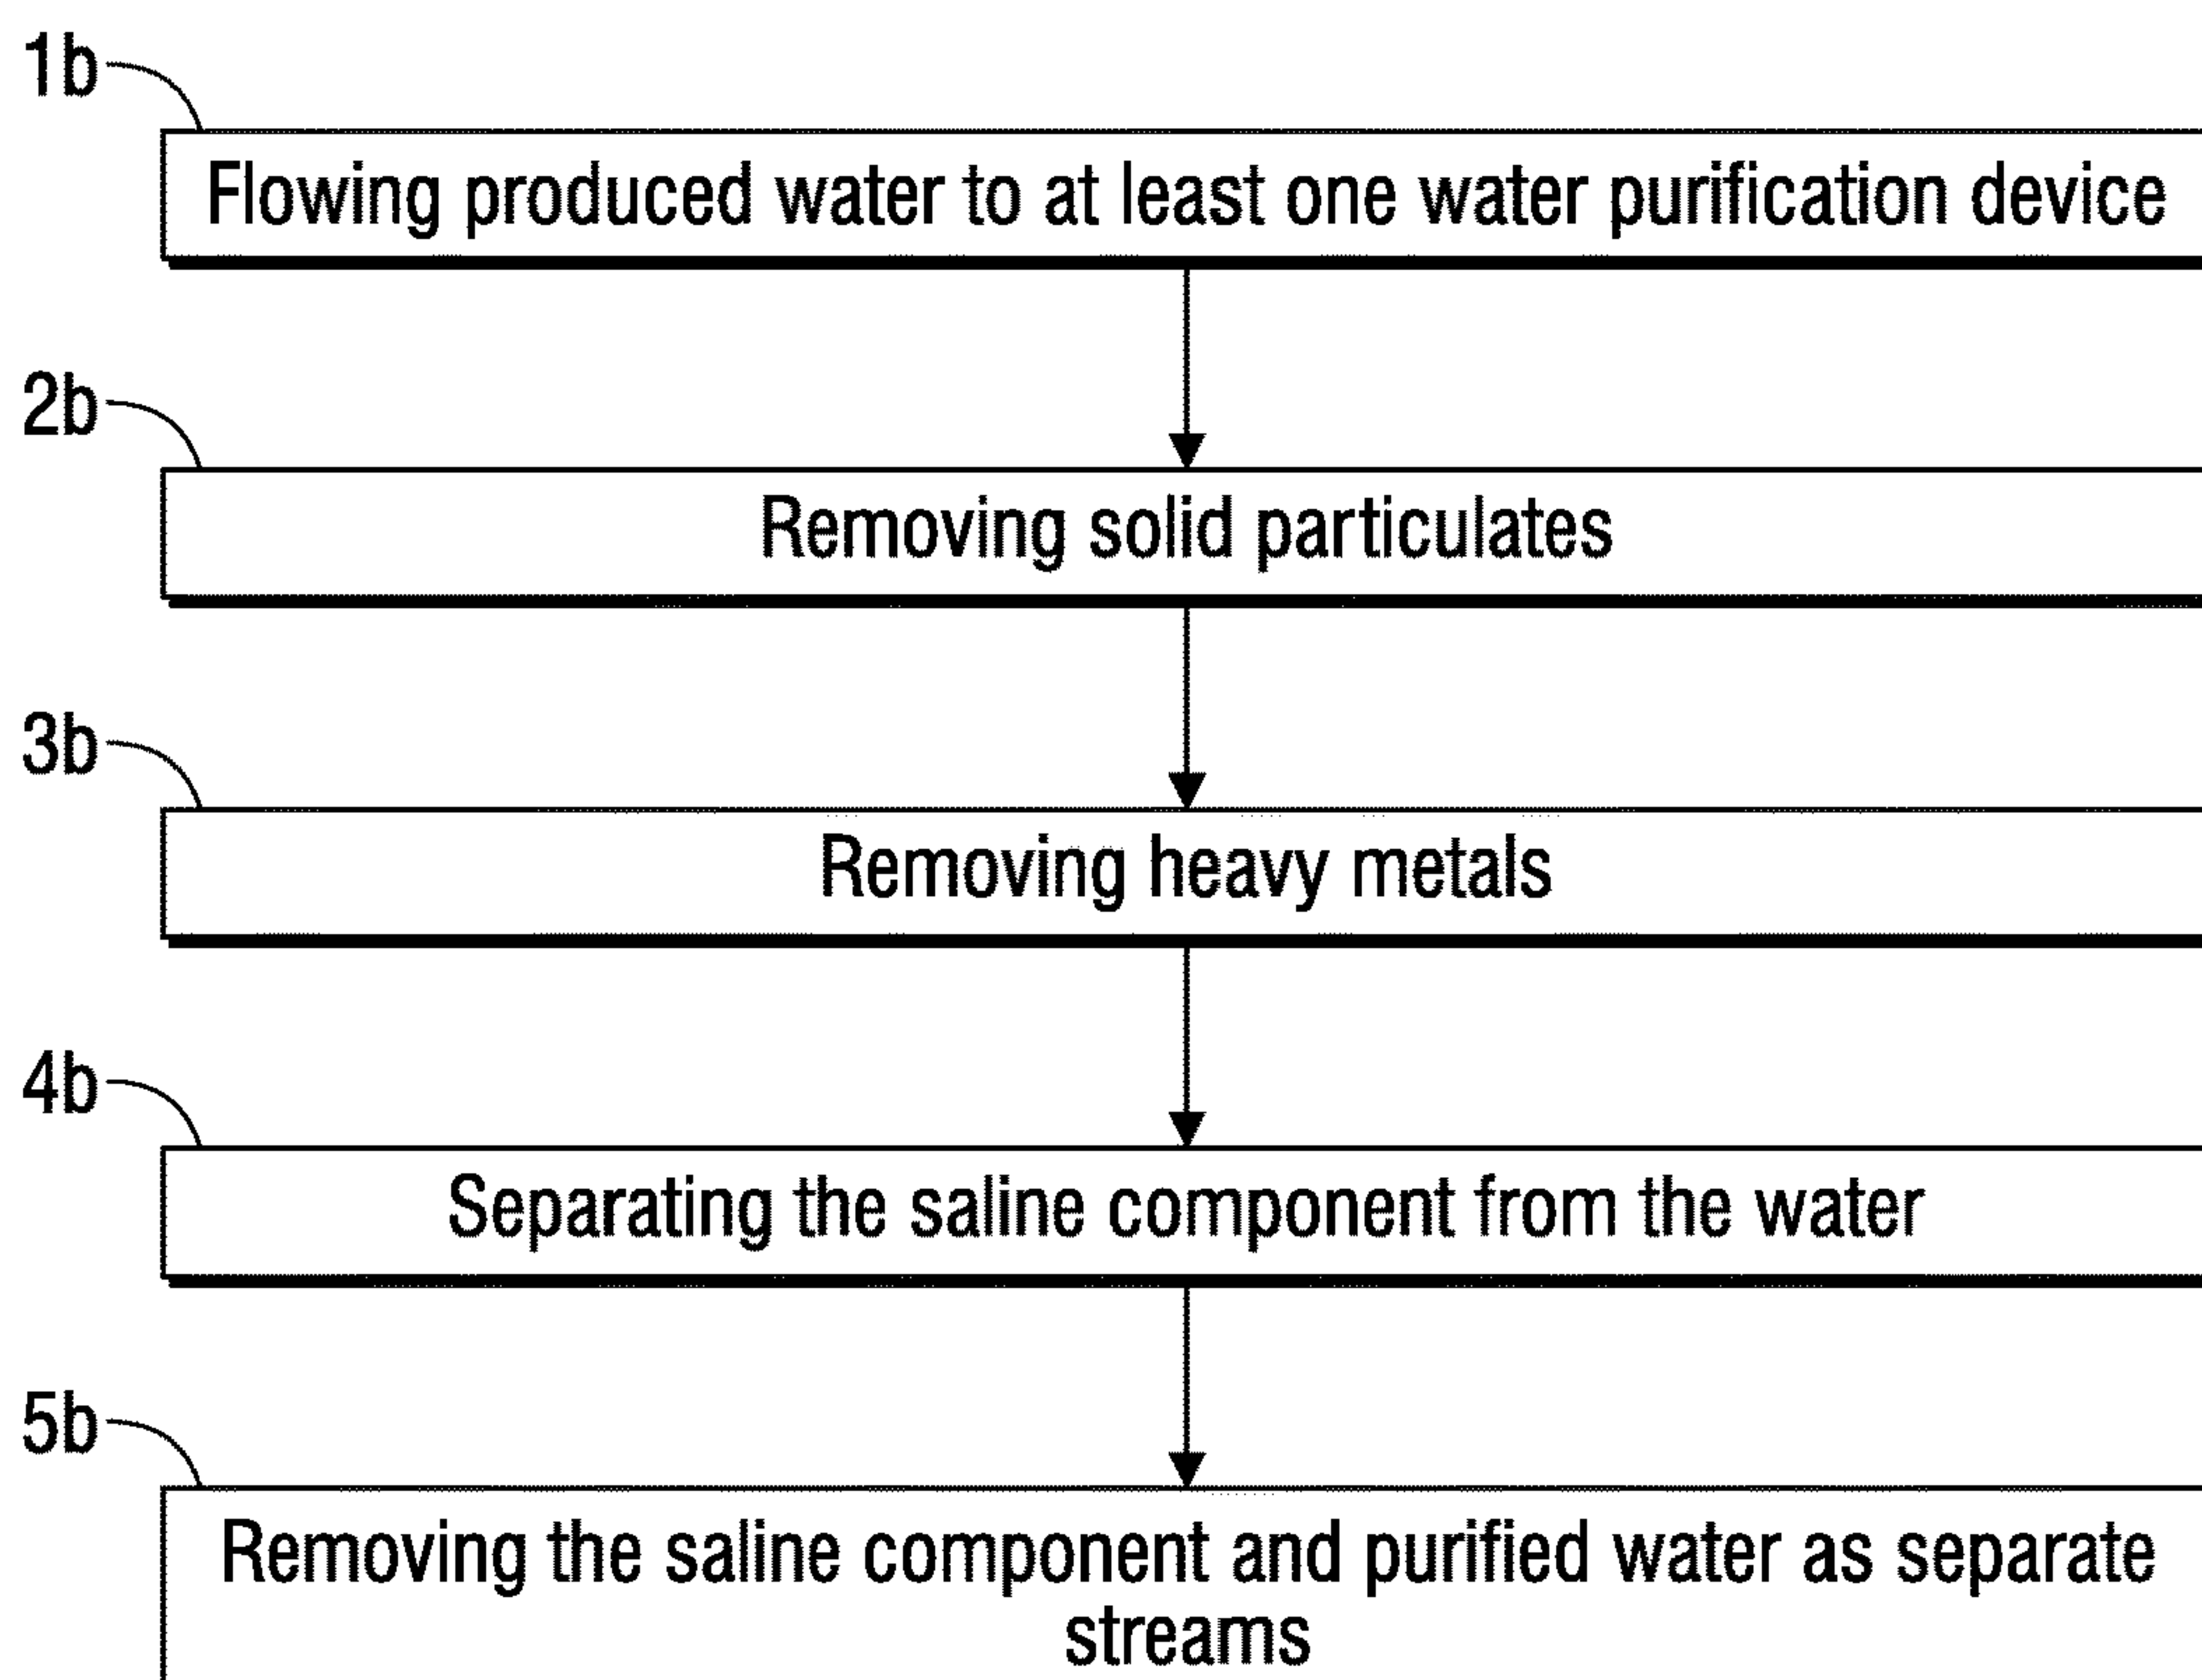 1b
Flowing produced water to at least one water purification device
2b
Removing solid particulates
3b
Removing heavy metals
4b
Separating the saline component from the water
5b
Removing the saline component and purified water as separate
streams